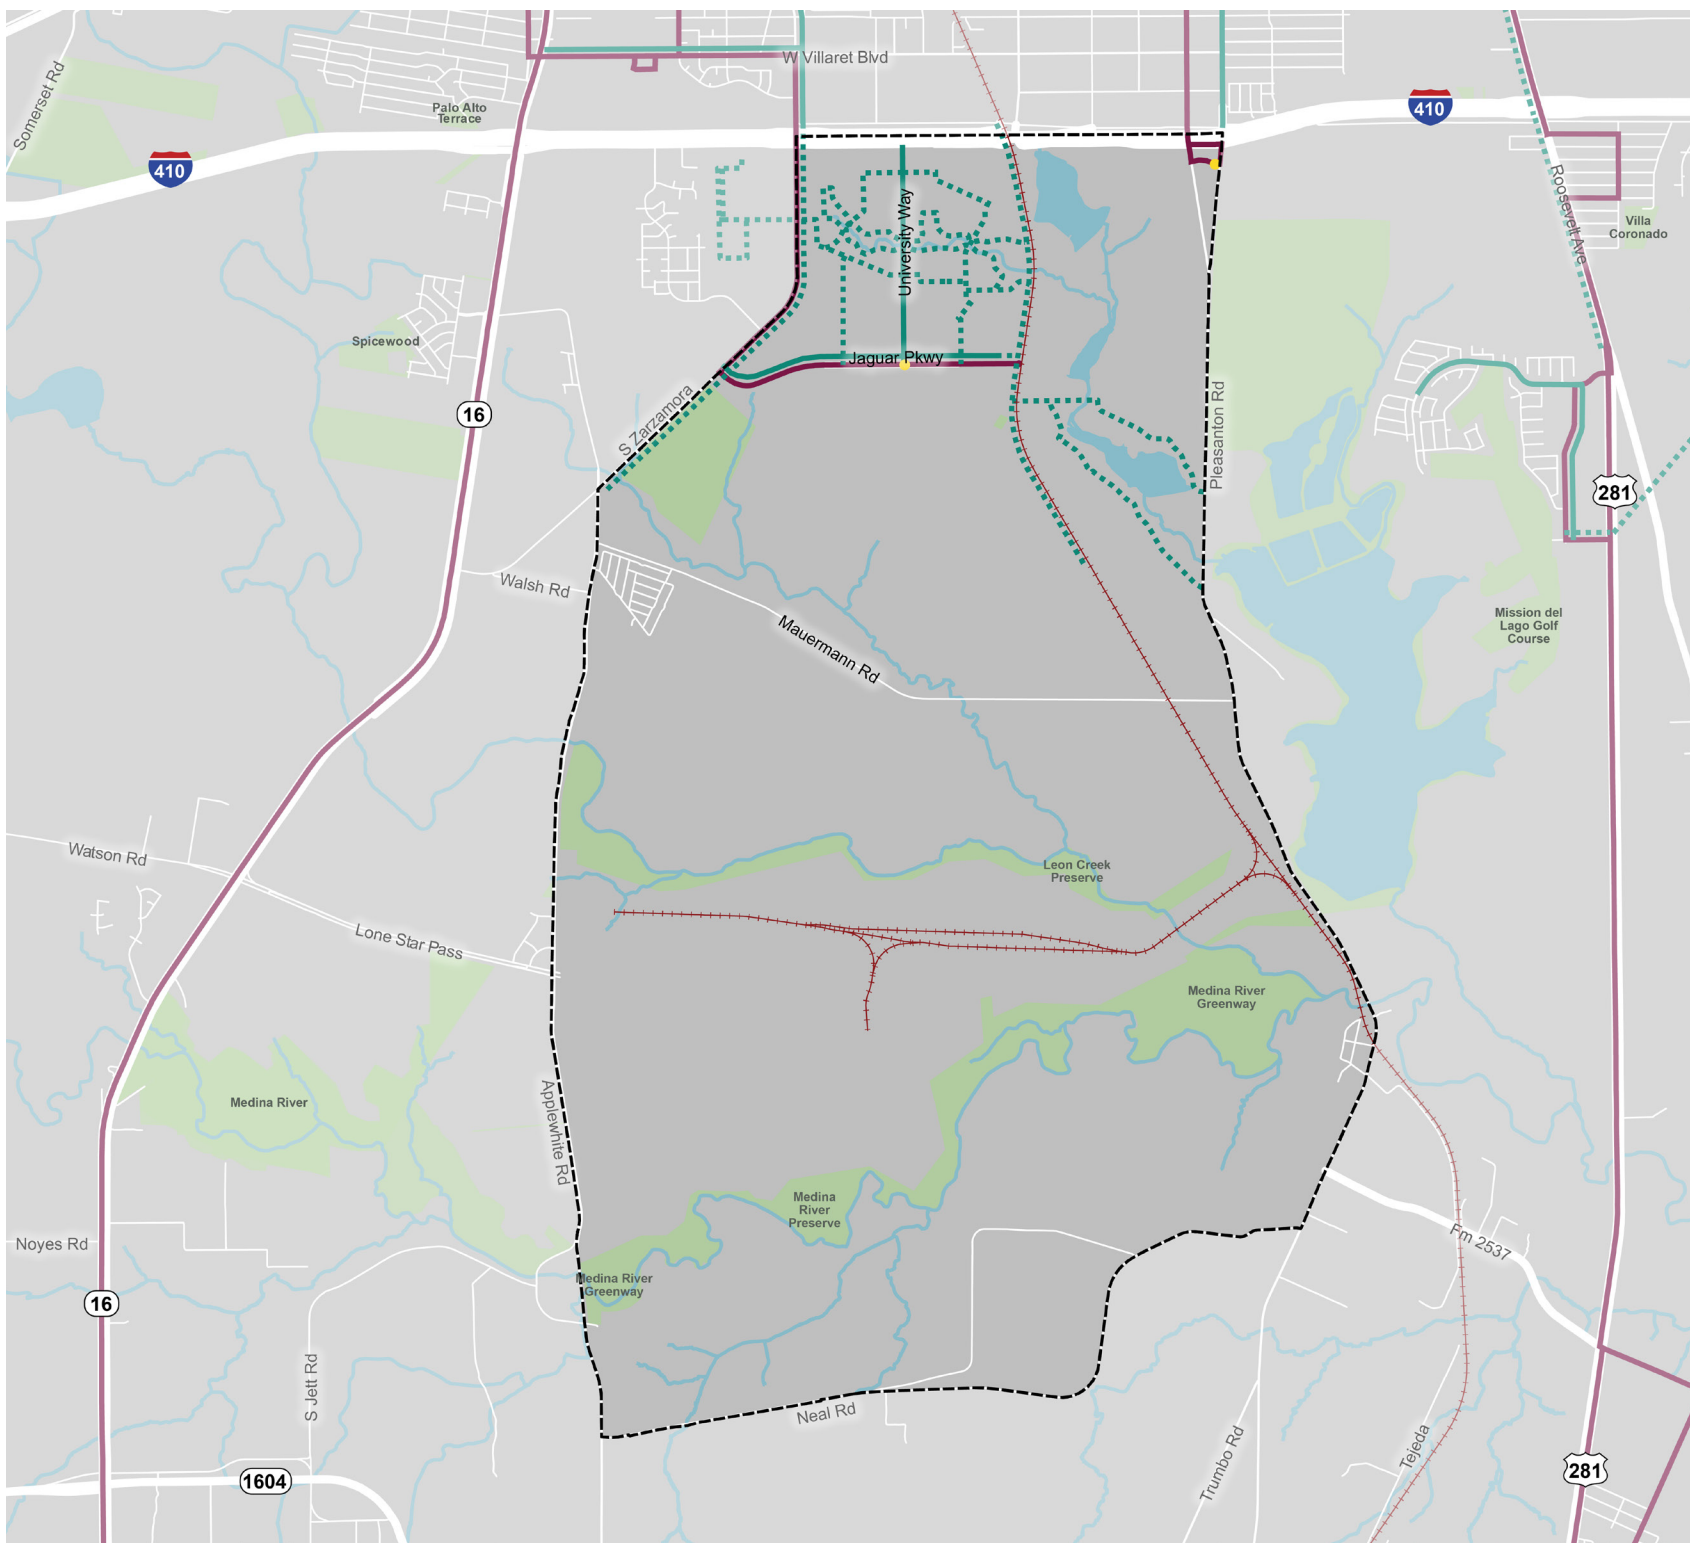 W Villaret Blvd
Somerset Rd
Palo Alto
Terrace
410
410
Roosevelt Ave
University Way
Villa
Coronado
Spicewood
Jaguar Pkwy
16
S Zarzamora
Pleasanton Rd
281
Walsh Rd
Mauermann Rd
Mission del
Lago Golf
Course
Watson Rd
Leon Creek
Preserve
Lone Star Pass
Medina River
Greenway
Medina River
Applewhite Rd
Medina
River
Preserve
Noyes Rd
Fm 2537
Medina River
Greenway
16
S Jett Rd
Neal Rd
Trumbo Rd
Tejeda
1604
281